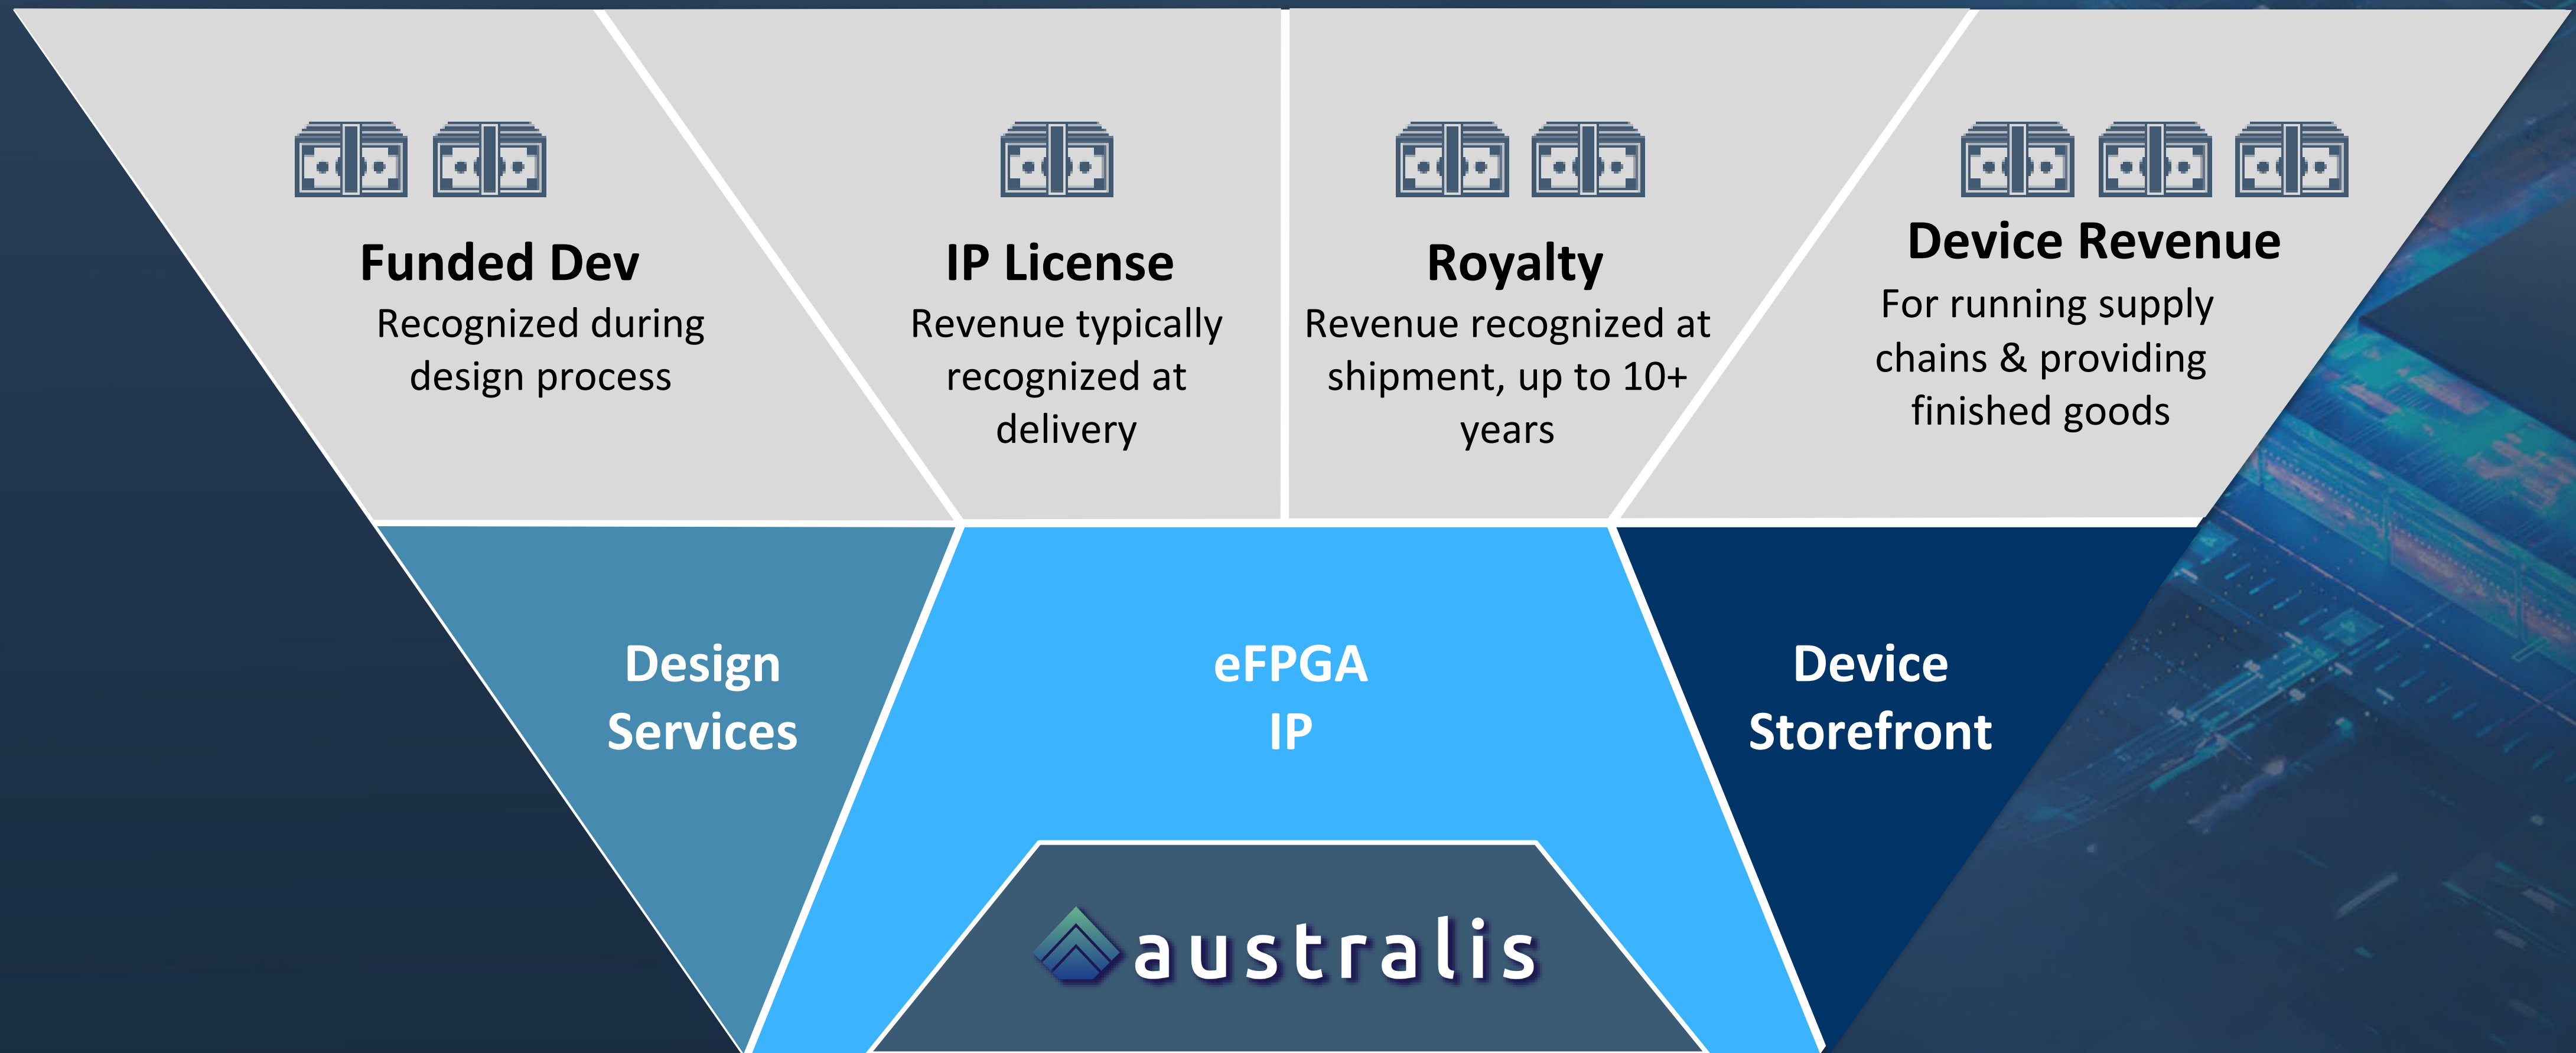 Funded Dev
Recognized during
design process
IP License
Revenue typically
recognized at
delivery
Royalty
Revenue recognized at
shipment, up to 10+
years
Device Revenue
For running supply
chains & providing
finished goods
Design
Services
eFPGA
IP
Device
Storefront
australis